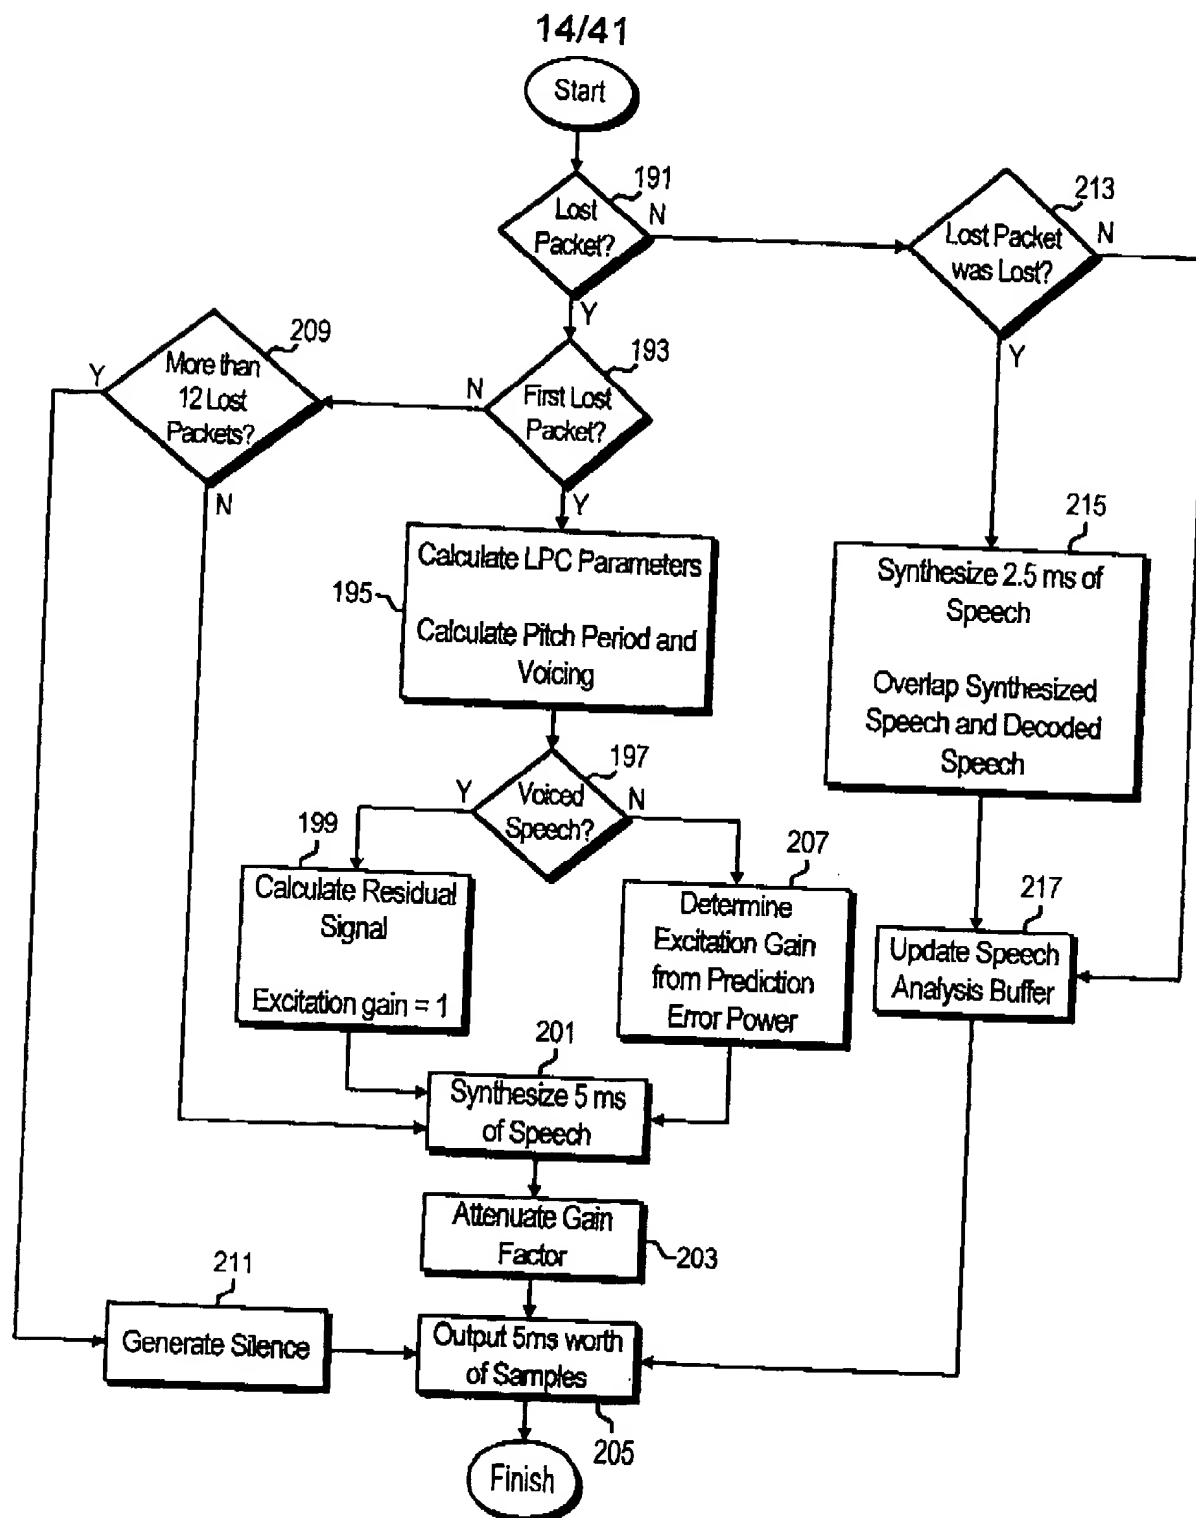 14/41
Start
191
Lost
Packet?
N
Y
213
Lost Packet
was Lost?
N
Y
209
More than
12 Lost
Packets?
Y
N
193
First Lost
Packet?
N
Y
195
Calculate LPC Parameters
Calculate Pitch Period and
Voicing
215
Synthesize 2.5 ms of
Speech
Overlap Synthesized
Speech and Decoded
Speech
197
Voiced
Speech?
Y
N
199
Calculate Residual
Signal
Excitation gain = 1
207
Determine
Excitation Gain
from Prediction
Error Power
217
Update Speech
Analysis Buffer
201
Synthesize 5 ms
of Speech
Attenuate Gain
Factor
203
211
Generate Silence
Output 5ms worth
of Samples
205
Finish